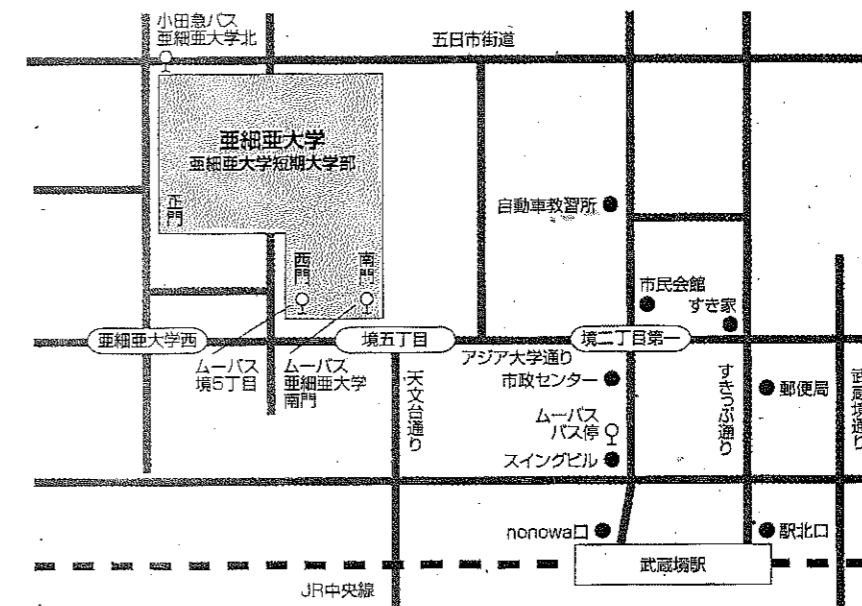 小田急バス
亜細亜大学北
五日市街道
亜細亜大学
亜細亜大学短期大学部
正門
自動車教習所
西門
南門
市民会館
すき家
亜細亜大学西
境五丁目
境二丁目第一
アジア大学通り
ムーバス
境5丁目
ムーバス
亜細亜大学
南門
天文台通り
市政センター
すきっぷ通り
郵便局
武蔵境通り
ムーバス
バス停
スイングビル
nonowa口
駅北口
武蔵境駅
JR中央線